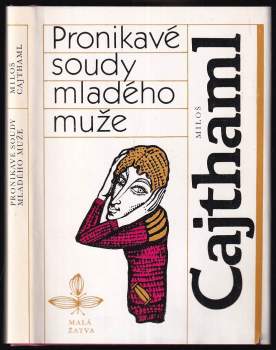 MILOŠ
CAJTHAML
PRONIKAVÉ SOUDY
MLADÉHO MUŽE
Pronikavé
soudy
mladého
muže
MILOŠ
Cajthaml
MALÁ
ŽATVA